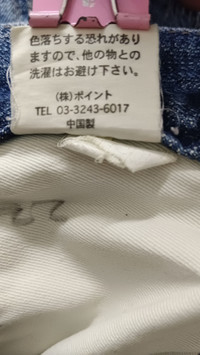 色落ちする恐れがあり
ますので、他の物との
洗濯はお避け下さい。
(株)ポイント
TEL 03-3243-6017
中国製
22